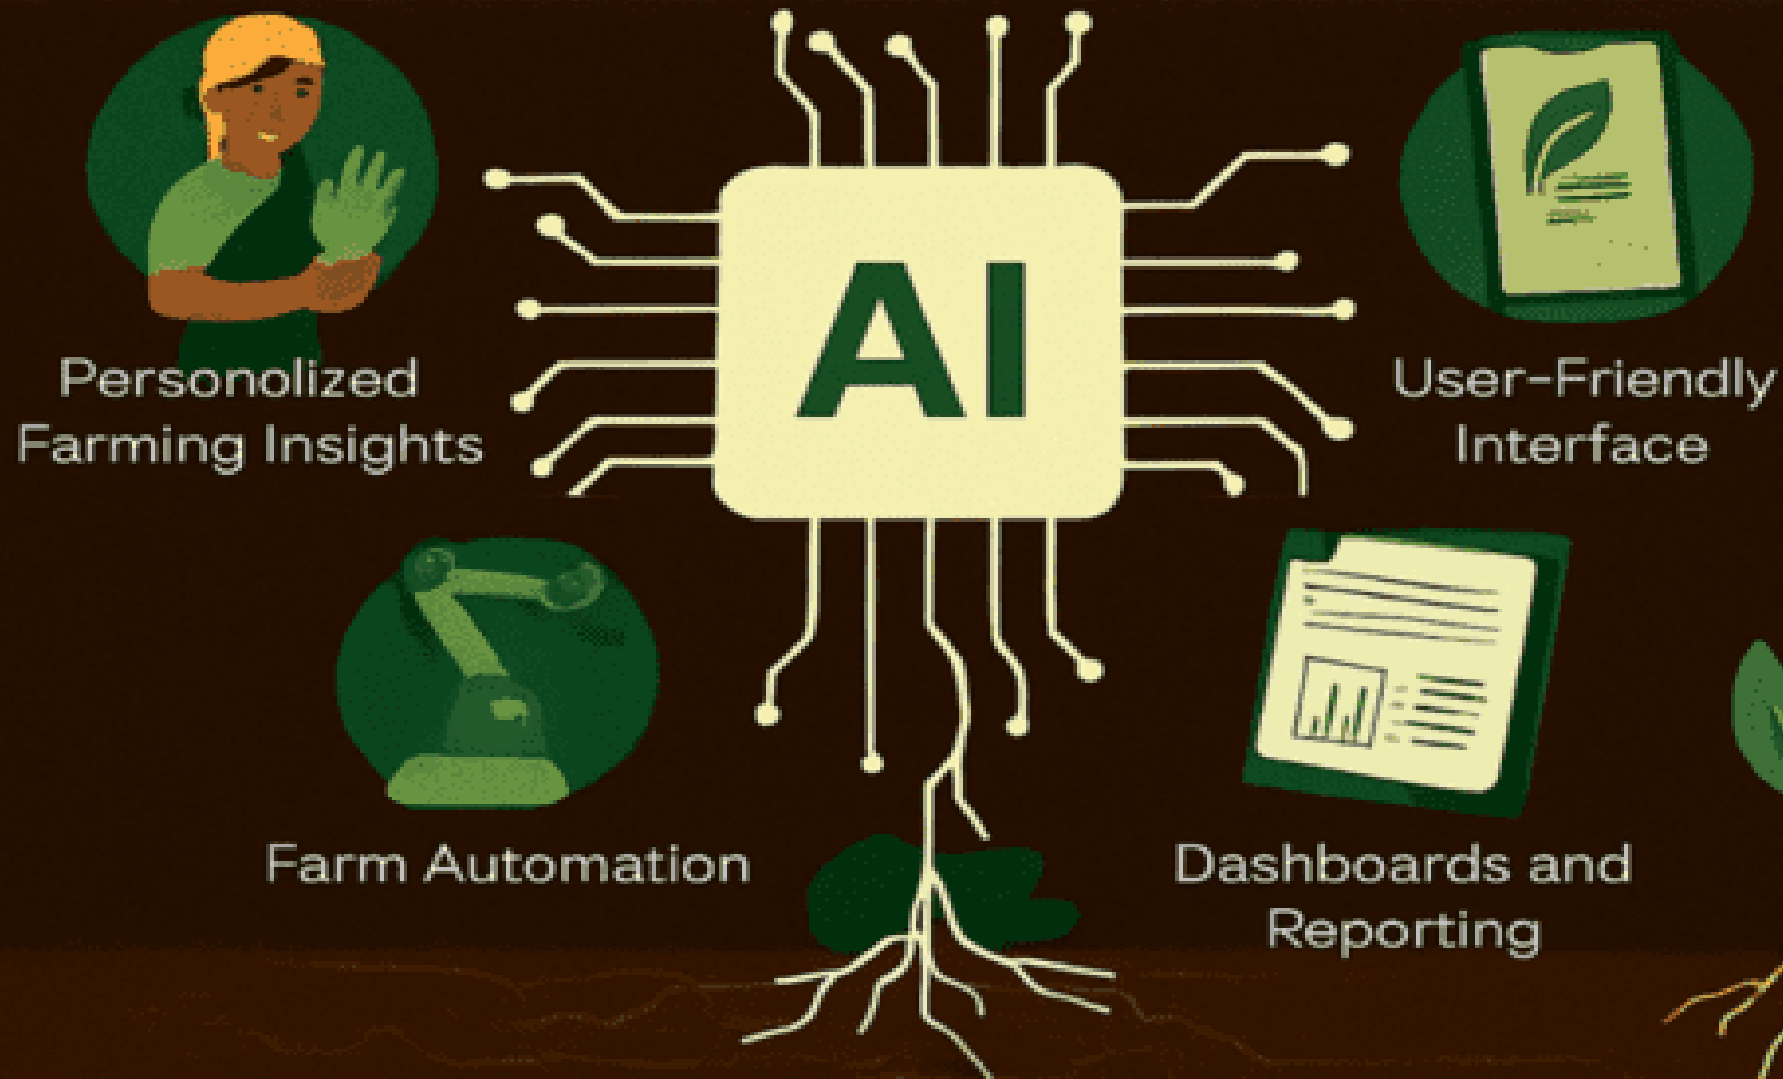 AI
Personolized
Farming Insights
User-Friendly
Interface
Farm Automation
Dashboards and
Reporting